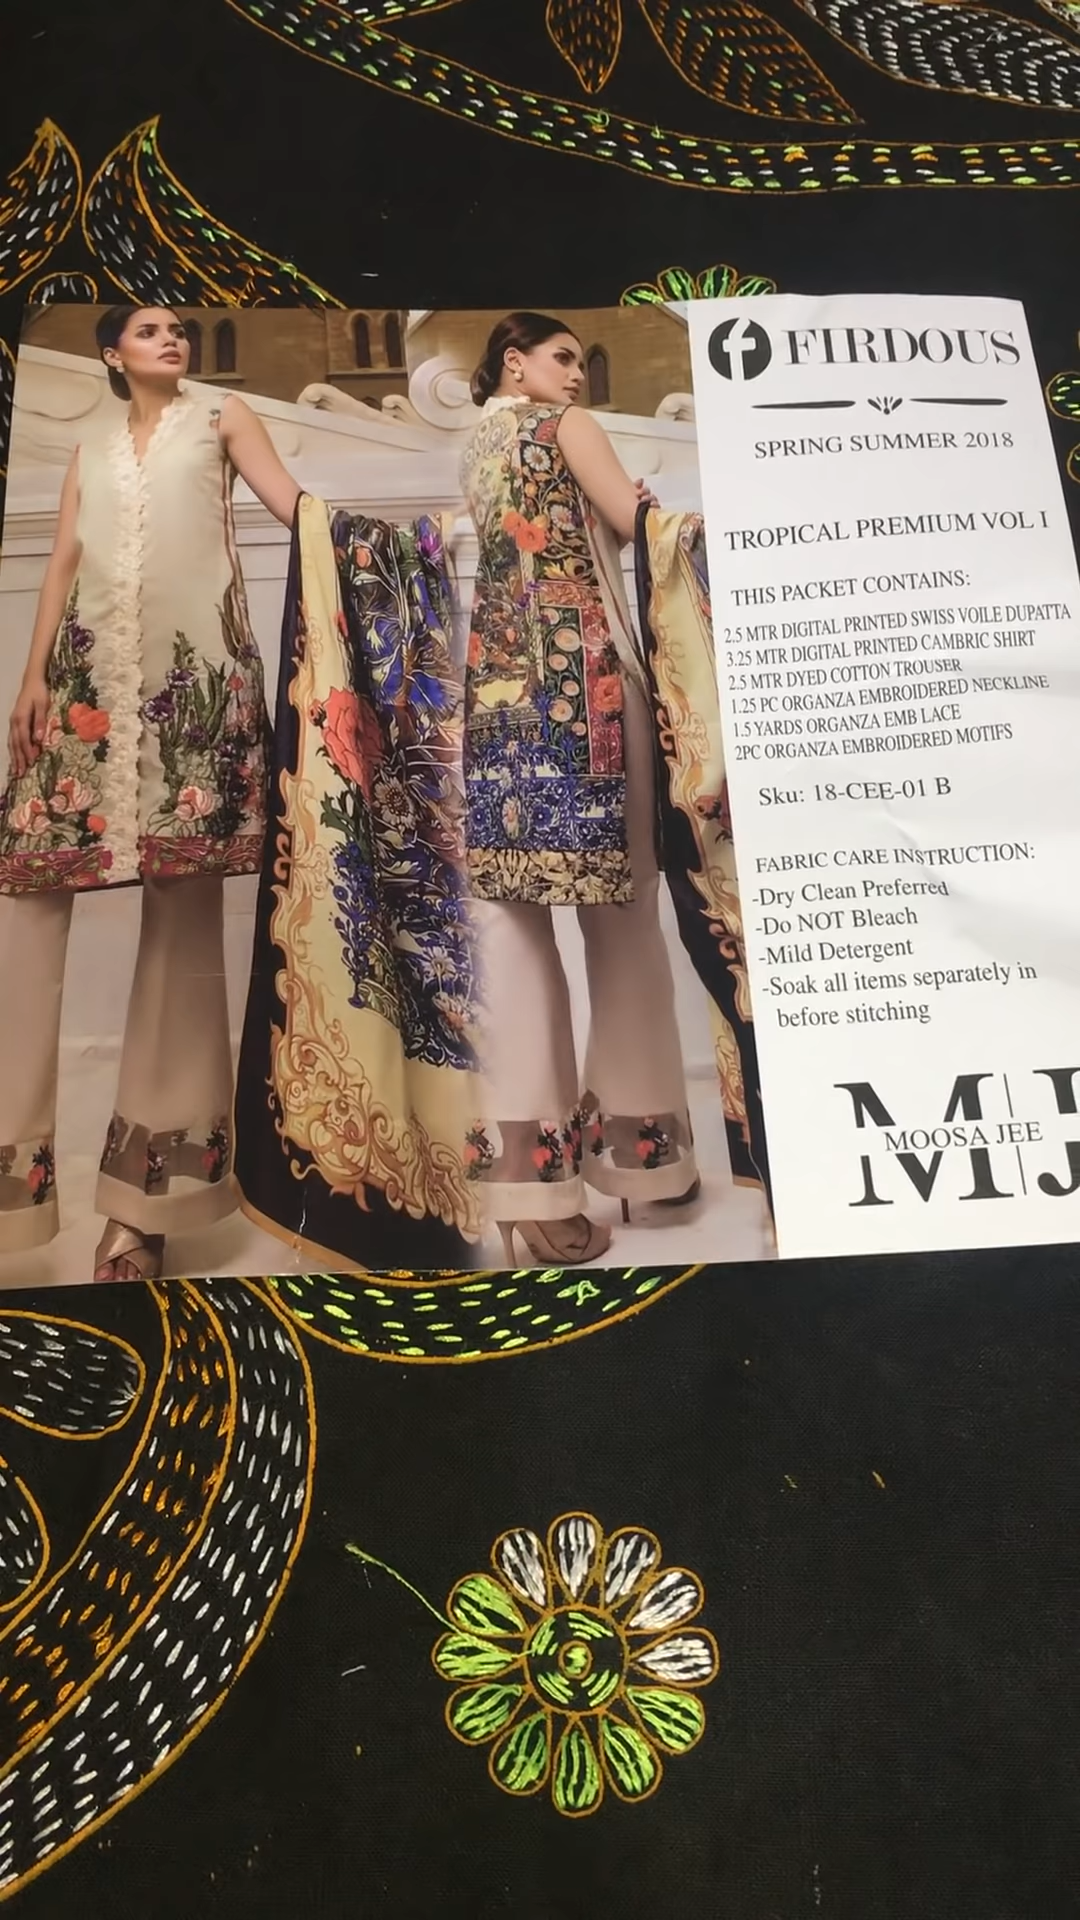 f FIRDOUS
SPRING SUMMER 2018
TROPICAL PREMIUM VOL I
THIS PACKET CONTAINS:
2.5 MTR DIGITAL PRINTED SWISS VOILE DUPATTA
3.25 MTR DIGITAL PRINTED CAMBRIC SHIRT
2.5 MTR DYED COTTON TROUSER
1.25 PC ORGANZA EMBROIDERED NECKLINE
1.5 YARDS ORGANZA EMB LACE
2PC ORGANZA EMBROIDERED MOTIFS
Sku: 18-CEE-01 B
FABRIC CARE INSTRUCTION:
-Dry Clean Preferred
-Do NOT Bleach
-Mild Detergent
-Soak all items separately in
before stitching
M J
MOOSA JEE